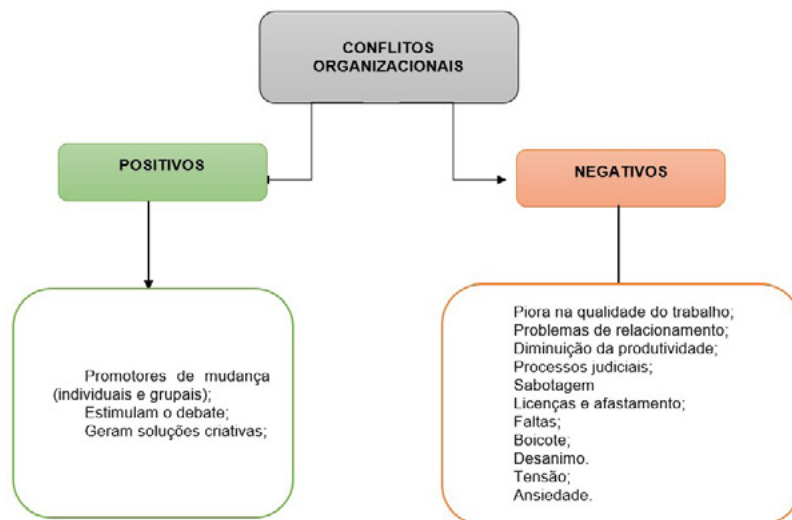 CONFLITOS
ORGANIZACIONAIS
POSITIVOS
NEGATIVOS
Promotores de mudança
(individuais e grupais);
Estimulam o debate;
Geram soluções criativas;
Piora na qualidade do trabalho;
Problemas de relacionamento;
Diminuição da produtividade;
Processos judiciais;
Sabotagem
Licenças e afastamento;
Faltas;
Boicote;
Desanimo.
Tensão;
Ansiedade.